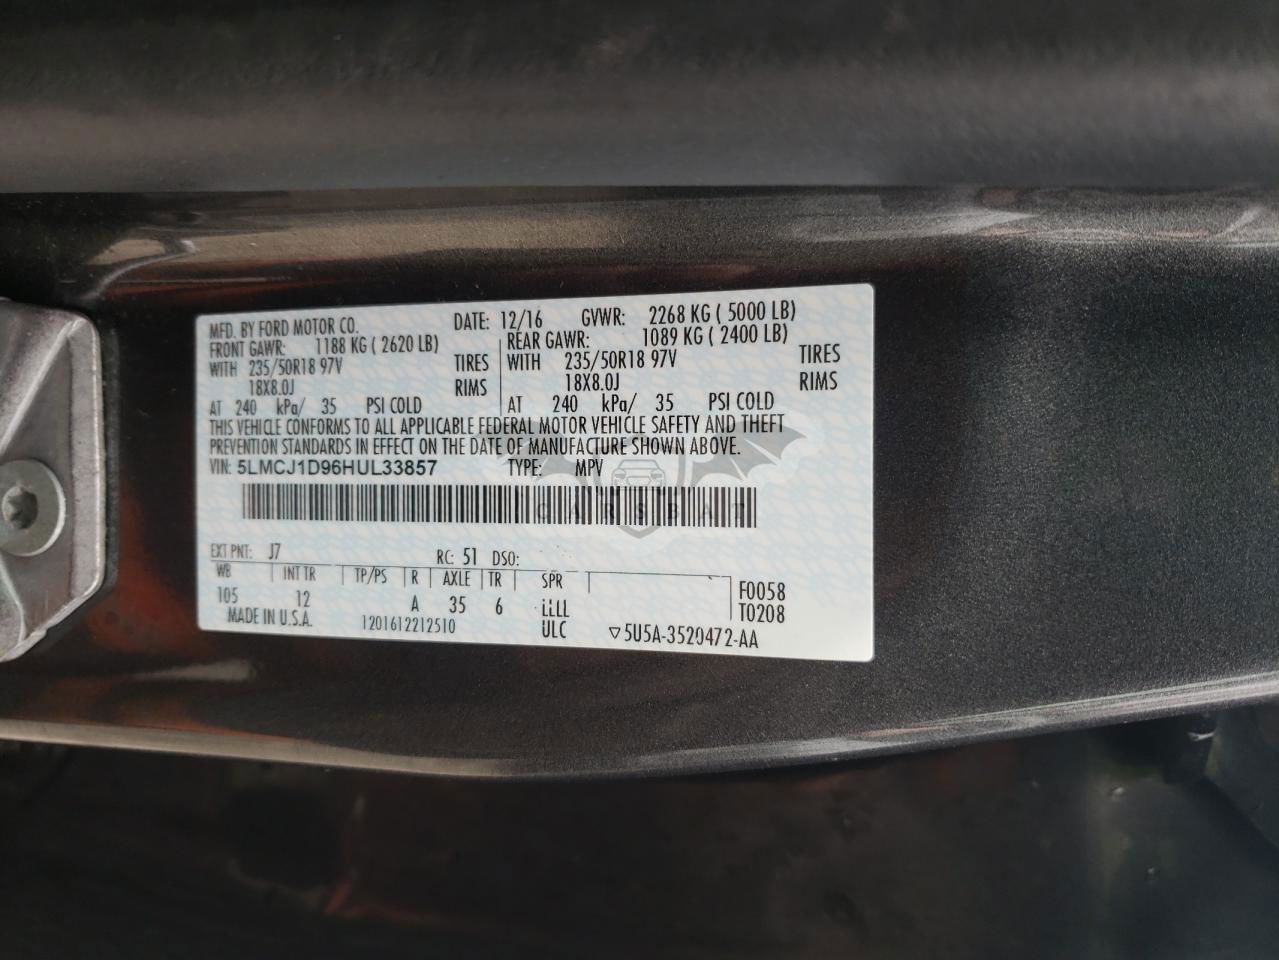 MFD. BY FORD MOTOR CO. DATE: 12/16 GVWR: 2268 KG ( 5000 LB)
FRONT GAWR: 1188 KG ( 2620 LB) REAR GAWR: 1089 KG ( 2400 LB)
WITH 235/50R18 97V TIRES WITH 235/50R18 97V TIRES
18X8.0J RIMS 18X8.0J RIMS
AT 240 kPa/ 35 PSI COLD AT 240 kPa/ 35 PSI COLD
THIS VEHICLE CONFORMS TO ALL APPLICABLE FEDERAL MOTOR VEHICLE SAFETY AND THEFT
PREVENTION STANDARDS IN EFFECT ON THE DATE OF MANUFACTURE SHOWN ABOVE.
VIN: 5LMCJ1D96HUL33857 TYPE: MPV
CARSBAT
EXT PNT: J7 RC: 51 DSO:
WB INT TR TP/PS R AXLE TR SPR F0058
105 12 A 35 6 T0208
MADE IN U.S.A. 1201612212510 ULC ▽5U5A-3520472-AA